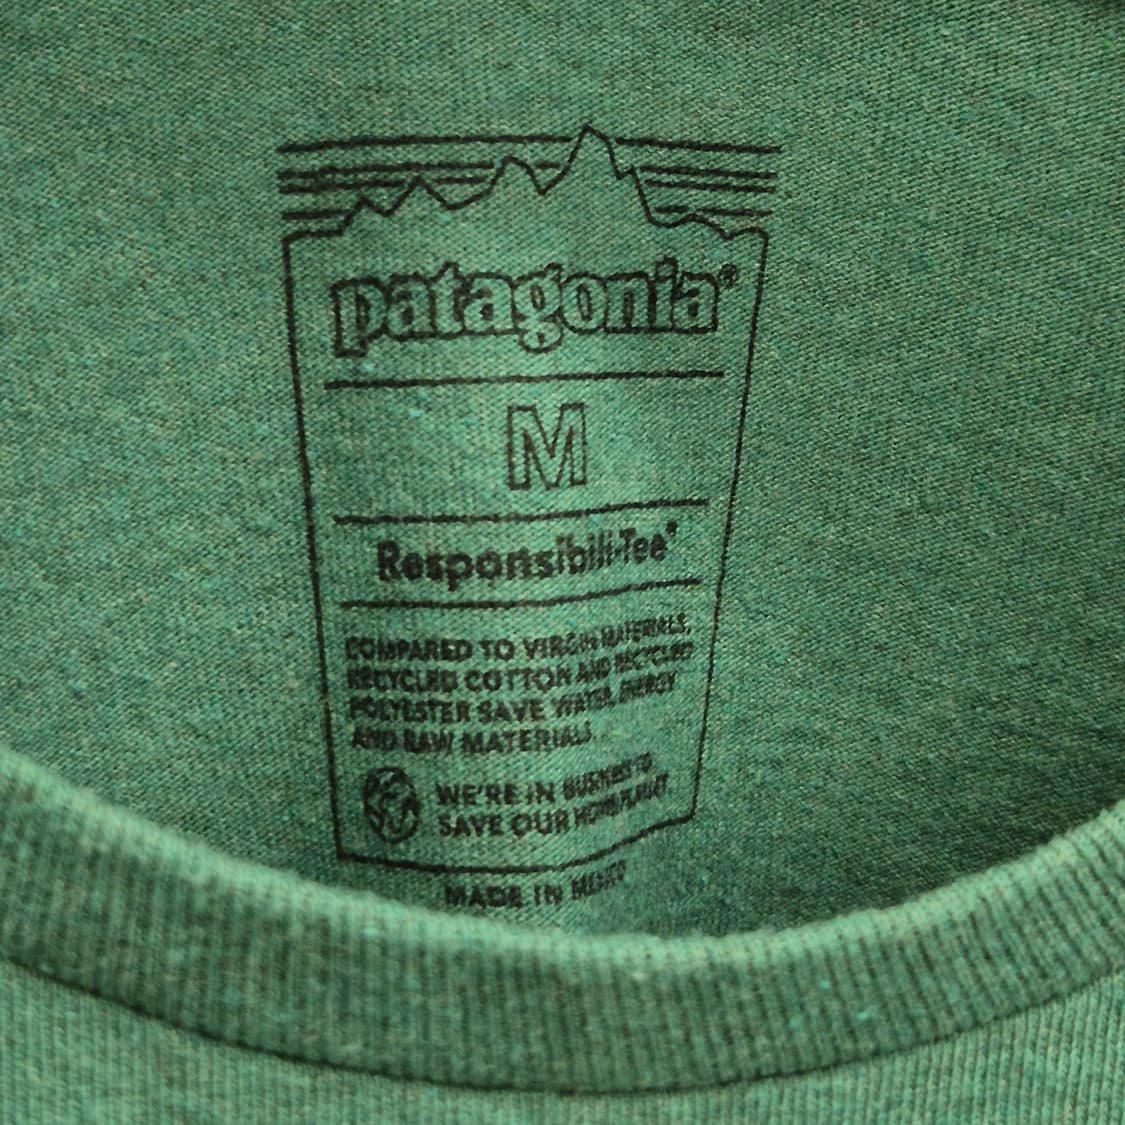 patagonia®
M
Responsibili-Tee®
COMPARED TO VIRGIN MATERIALS,
RECYCLED COTTON AND RECYCLED
POLYESTER SAVE WATER, ENERGY
AND RAW MATERIALS.
WE'RE IN BUSINESS TO
SAVE OUR HOME PLANET
MADE IN MEXICO